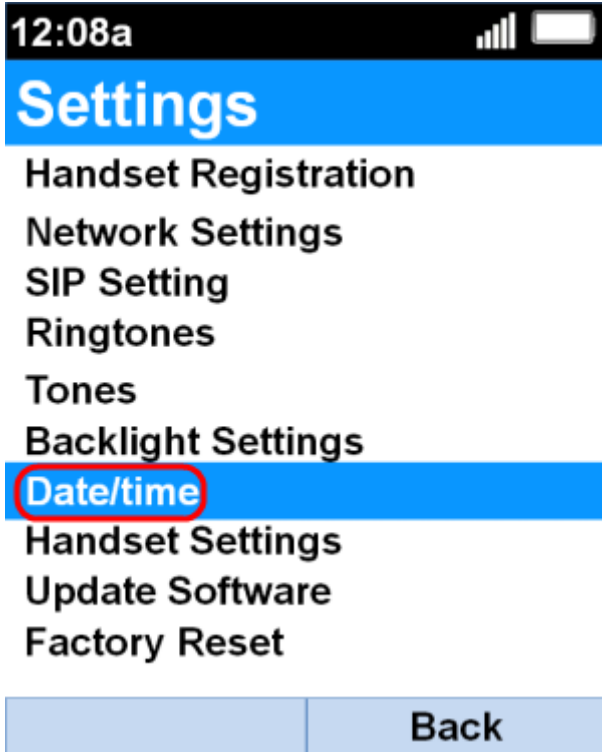 12:08a
Settings
Handset Registration
Network Settings
SIP Setting
Ringtones
Tones
Backlight Settings
Date/time
Handset Settings
Update Software
Factory Reset
Back